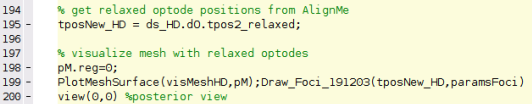 194 % get relaxed optode positions from AlignMe
195 - tposNew_HD = ds_HD.dO.tpos2_relaxed;
196
197 % visualize mesh with relaxed optodes
198 - pM.reg=0;
199 - PlotMeshSurface(visMeshHD,pM);Draw_Foci_191203(tposNew_HD,paramsFoci)
200 - view(0,0) %posterior view